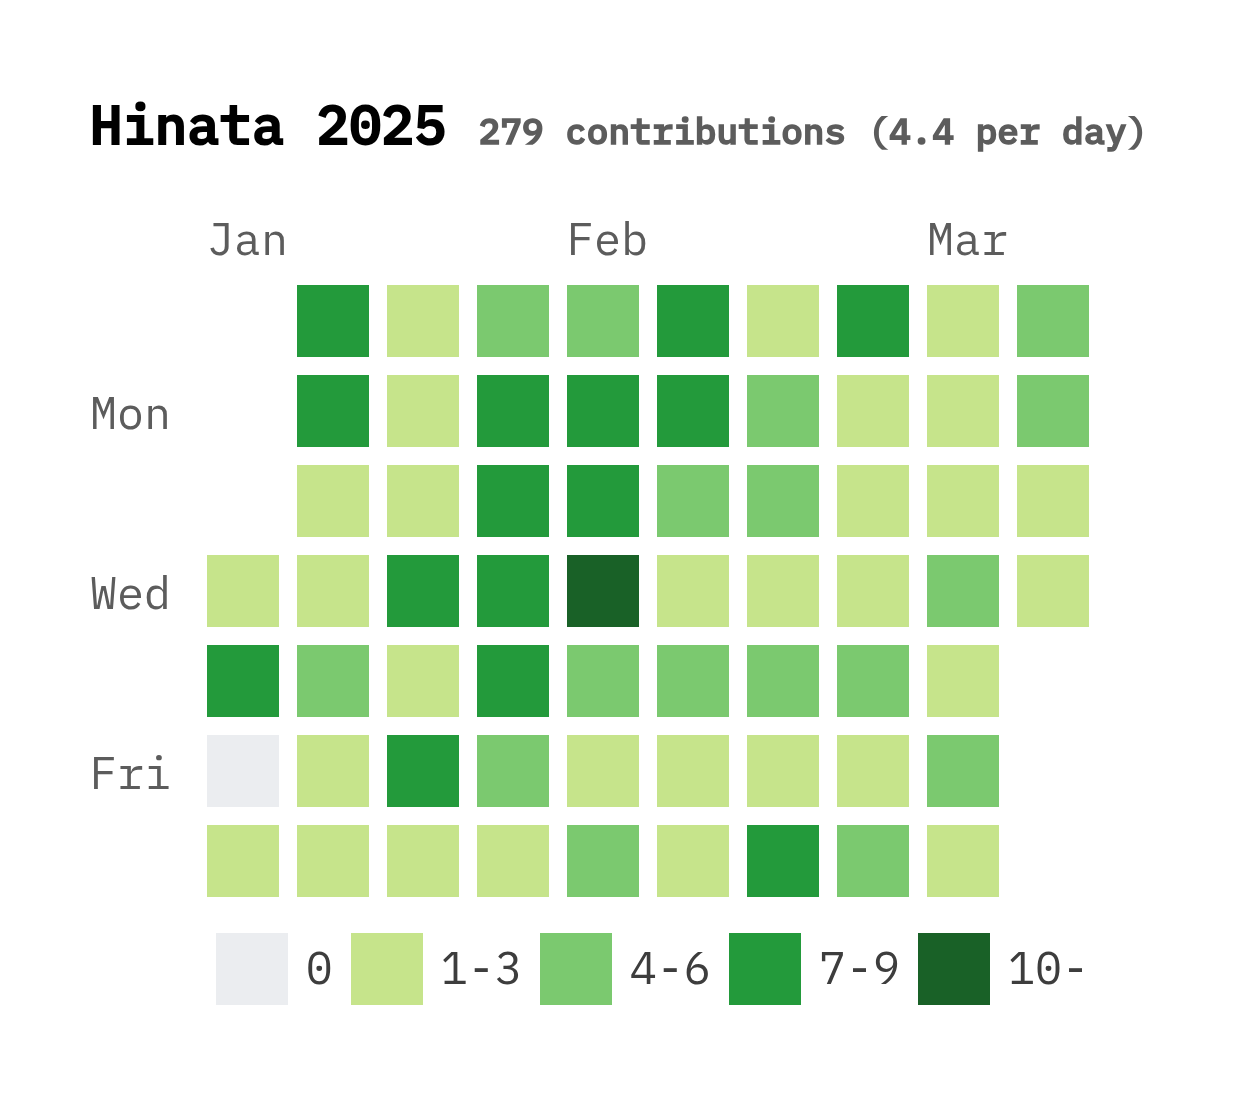 Hinata 2025 279 contributions (4.4 per day)
Jan Feb Mar
Mon
Wed
Fri
0 1-3 4-6 7-9 10-